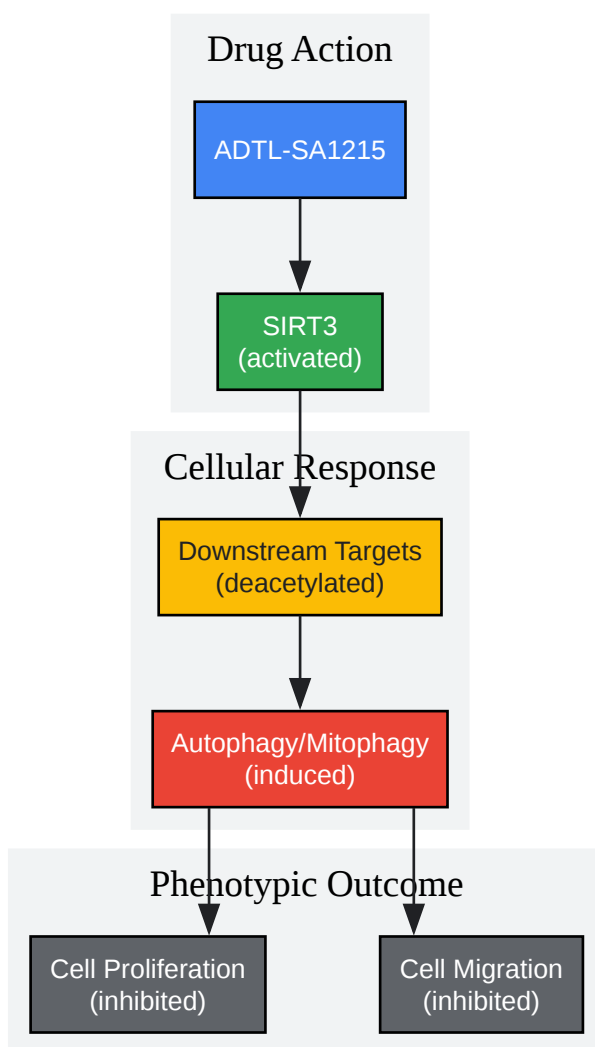 Drug Action
ADTL-SA1215
SIRT3
(activated)
Cellular Response
Downstream Targets
(deacetylated)
Autophagy/Mitophagy
(induced)
Phenotypic Outcome
Cell Proliferation
(inhibited)
Cell Migration
(inhibited)